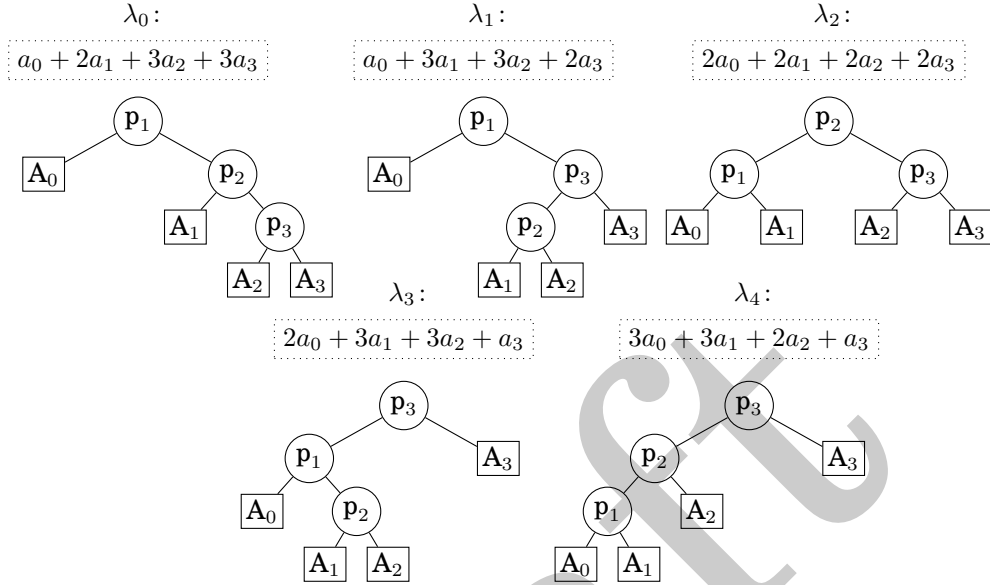 λ₀: λ₁: λ₂:
a₀ + 2a₁ + 3a₂ + 3a₃ a₀ + 3a₁ + 3a₂ + 2a₃ 2a₀ + 2a₁ + 2a₂ + 2a₃
p₁ p₁ p₂
A₀ p₂ A₀ p₃ p₁ p₃
A₁ p₃ p₂ A₃ A₀ A₁ A₂ A₃
A₂ A₃ A₁ A₂
λ₃: λ₄:
2a₀ + 3a₁ + 3a₂ + a₃ 3a₀ + 3a₁ + 2a₂ + a₃
p₃ p₃
p₁ A₃ p₂ A₃
A₀ p₂ p₁ A₂
A₁ A₂ A₀ A₁
ft